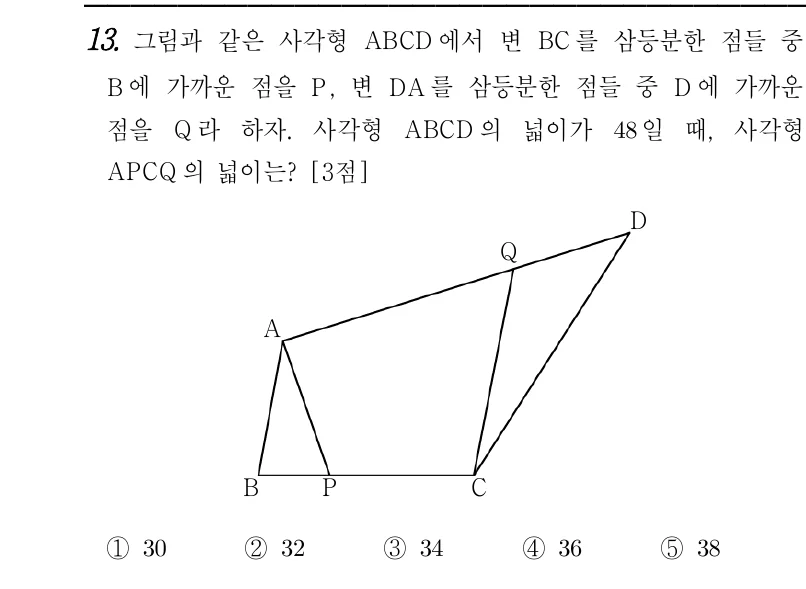 13. 그림과 같은 사각형 ABCD에서 변 BC를 삼등분한 점들 중
B에 가까운 점을 P, 변 DA를 삼등분한 점들 중 D에 가까운
점을 Q라 하자. 사각형 ABCD의 넓이가 48일 때, 사각형
APCQ의 넓이는? [3점]
D
Q
A
B P C
① 30 ② 32 ③ 34 ④ 36 ⑤ 38